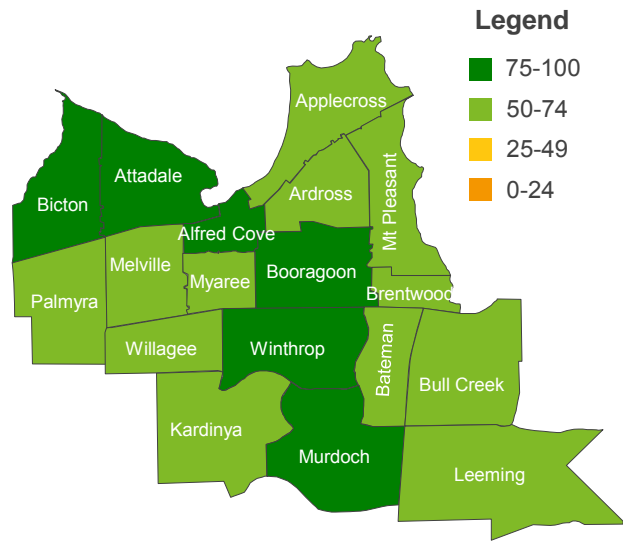 Legend
75-100
50-74
25-49
0-24
Applecross
Attadale
Ardross
Bicton
Mt Pleasant
Alfred Cove
Melville
Booragoon
Myaree
Brentwood
Palmyra
Willagee
Winthrop
Bateman
Bull Creek
Kardinya
Murdoch
Leeming